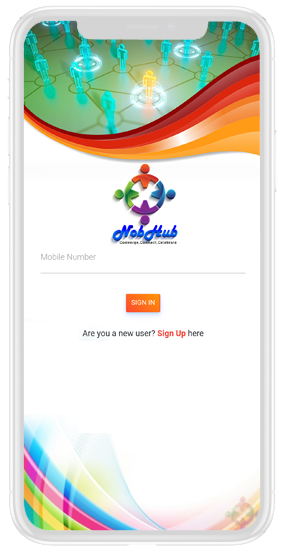 NobHub
Converge, Connect, Celebrate
Mobile Number
SIGN IN
Are you a new user? Sign Up here